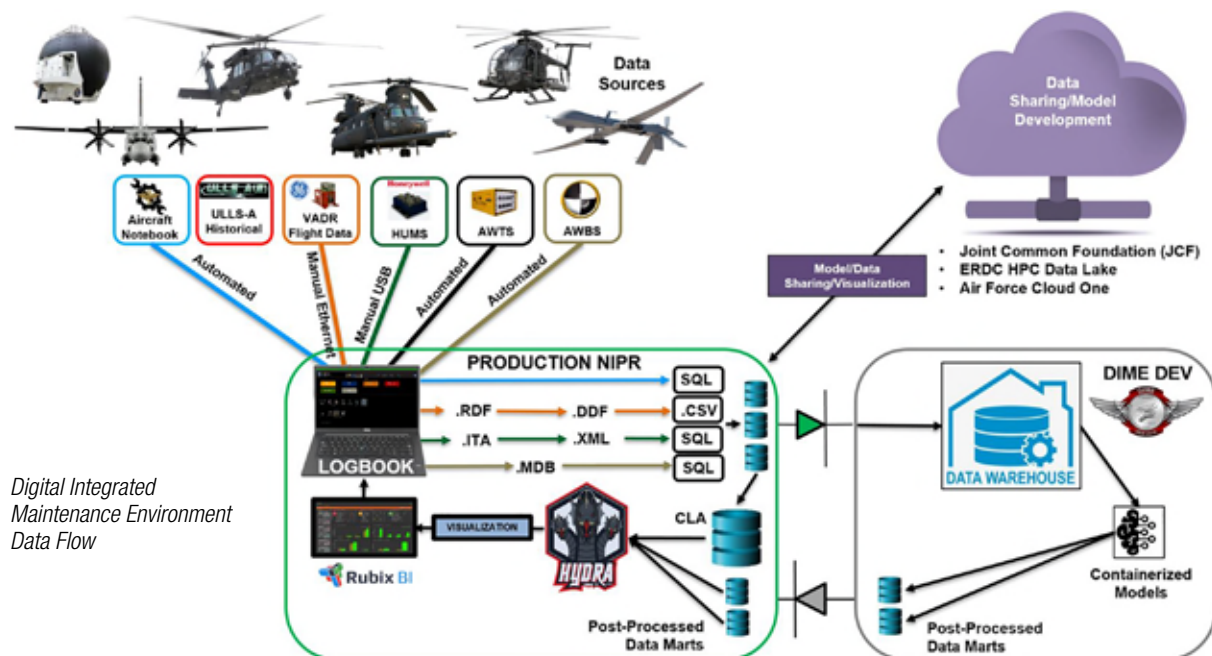 Data
Sources
Data
Sharing/Model
Development
Aircraft
Notebook
ULLS-A(E)
ULLS-A
Historical
VADR
Flight Data
Honeywell
HUMS
AWTS
AWBS
Automated
Manual Ethernet
Manual USB
Automated
Automated
Model/Data
Sharing/Visualization
• Joint Common Foundation (JCF)
• ERDC HPC Data Lake
• Air Force Cloud One
PRODUCTION NIPR
SQL
.RDF
.DDF
.CSV
.ITA
.XML
SQL
.MDB
SQL
LOGBOOK
DIME DEV
DATA WAREHOUSE
Digital Integrated
Maintenance Environment
Data Flow
VISUALIZATION
HYDRA
CLA
Rubix BI
Containerized
Models
Post-Processed
Data Marts
Post-Processed
Data Marts